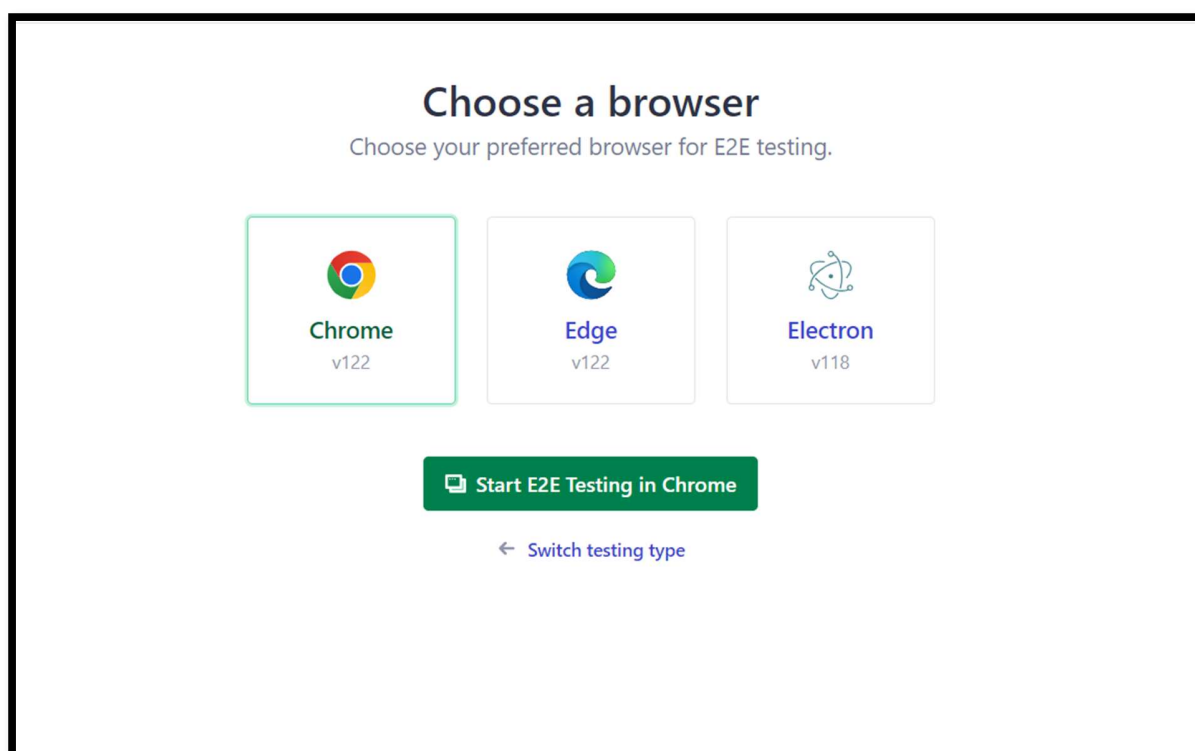 Choose a browser
Choose your preferred browser for E2E testing.
Chrome
v122
Edge
v122
Electron
v118
Start E2E Testing in Chrome
Switch testing type